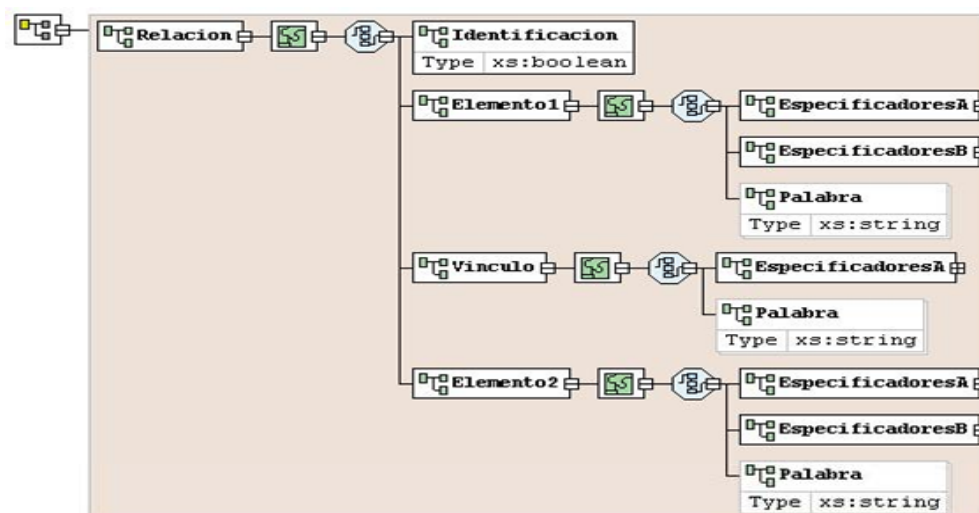 Relacion
Identificacion
Type xs:boolean
Elemento1
EspecificadoresA
EspecificadoresB
Palabra
Type xs:string
Vinculo
EspecificadoresA
Palabra
Type xs:string
Elemento2
EspecificadoresA
EspecificadoresB
Palabra
Type xs:string